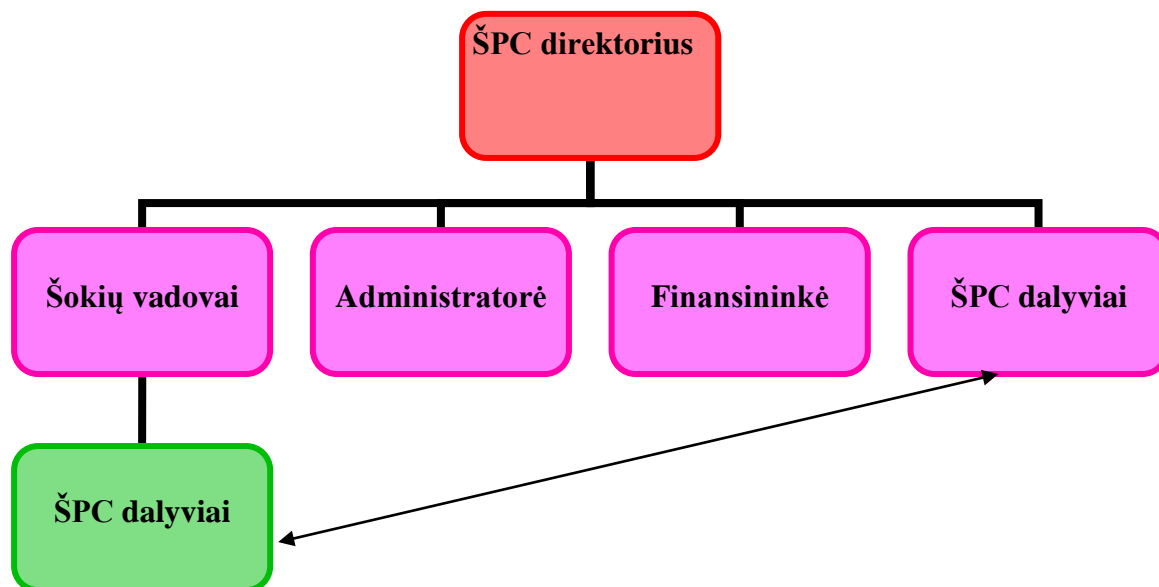 ŠPC direktorius
Šokių vadovai
Administratorė
Finansininkė
ŠPC dalyviai
ŠPC dalyviai